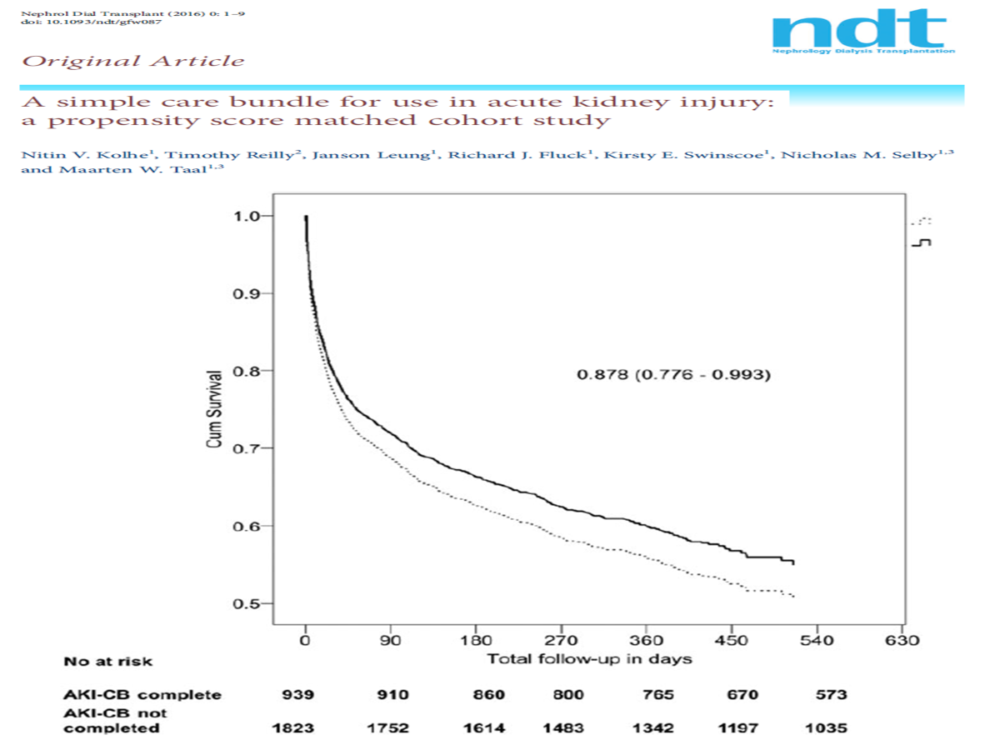 Nephrol Dial Transplant (2016) 0: 1–9
doi: 10.1093/ndt/gfw087
ndt
Nephrology Dialysis Transplantation
Original Article
A simple care bundle for use in acute kidney injury:
a propensity score matched cohort study
Nitin V. Kolhe1, Timothy Reilly2, Janson Leung1, Richard J. Fluck1, Kirsty E. Swinscoe1, Nicholas M. Selby1,3
and Maarten W. Taal1,3
1.0
0.9
0.8
0.7
0.6
0.5
Cum Survival
0.878 (0.776 - 0.993)
0 90 180 270 360 450 540 630
Total follow-up in days
No at risk
AKI-CB complete 939 910 860 800 765 670 573
AKI-CB not
completed 1823 1752 1614 1483 1342 1197 1035